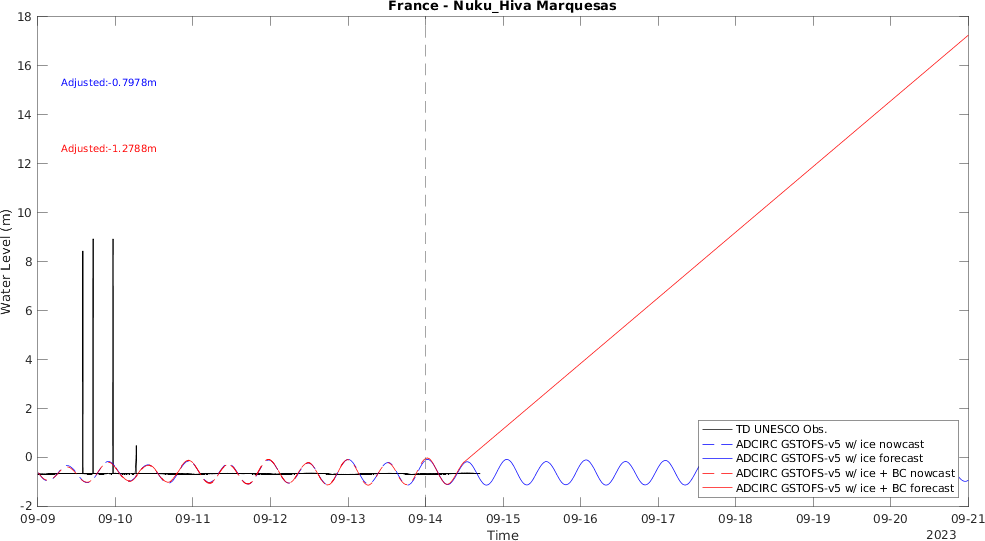 France - Nuku_Hiva Marquesas
18
16
14
12
10
8
6
4
2
0
-2
Water Level (m)
Adjusted:-0.7978m
Adjusted:-1.2788m
TD UNESCO Obs.
ADCIRC GSTOFS-v5 w/ ice nowcast
ADCIRC GSTOFS-v5 w/ ice forecast
ADCIRC GSTOFS-v5 w/ ice + BC nowcast
ADCIRC GSTOFS-v5 w/ ice + BC forecast
09-09 09-10 09-11 09-12 09-13 09-14 09-15 09-16 09-17 09-18 09-19 09-20 09-21
Time
2023